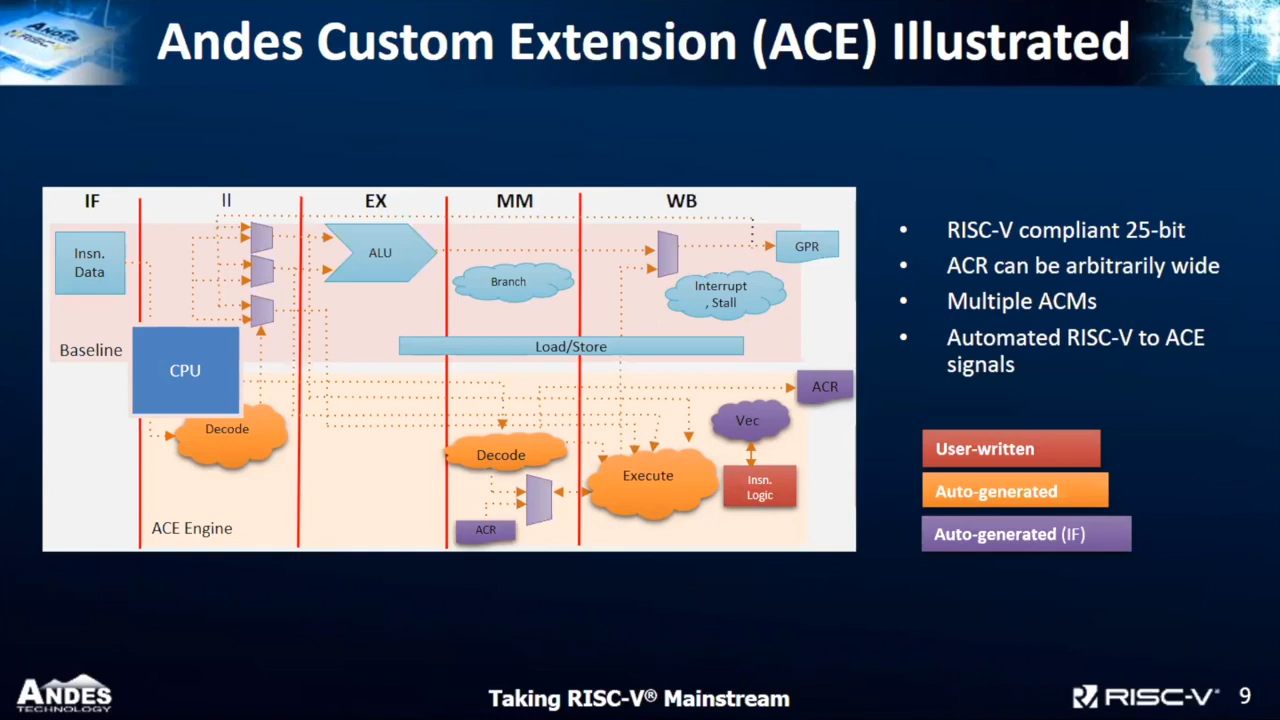 Andes Custom Extension (ACE) Illustrated
IF
II
EX
MM
WB
Insn.
Data
ALU
Branch
GPR
Interrupt
, Stall
Load/Store
Baseline
CPU
Decode
ACR
Vec
Decode
Execute
Insn.
Logic
ACR
ACE Engine
• RISC-V compliant 25-bit
• ACR can be arbitrarily wide
• Multiple ACMs
• Automated RISC-V to ACE
signals
User-written
Auto-generated
Auto-generated (IF)
ANDES
TECHNOLOGY
Taking RISC-V® Mainstream
RISC-V®
9